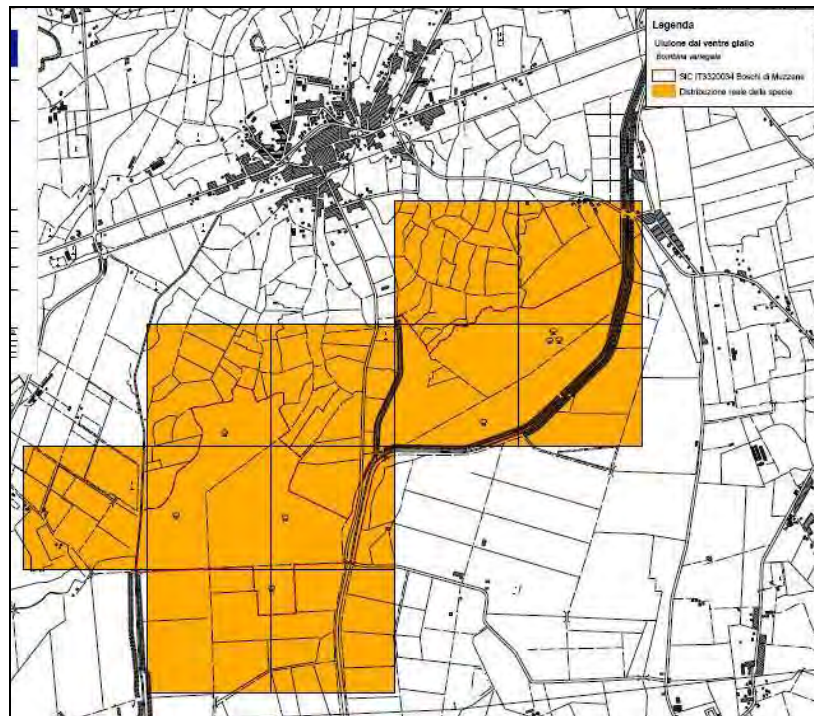 Legenda
Ululone dal ventre giallo
Bombina variegata
SIC IT3320034 Boschi di Muzzana
Distribuzione reale della specie